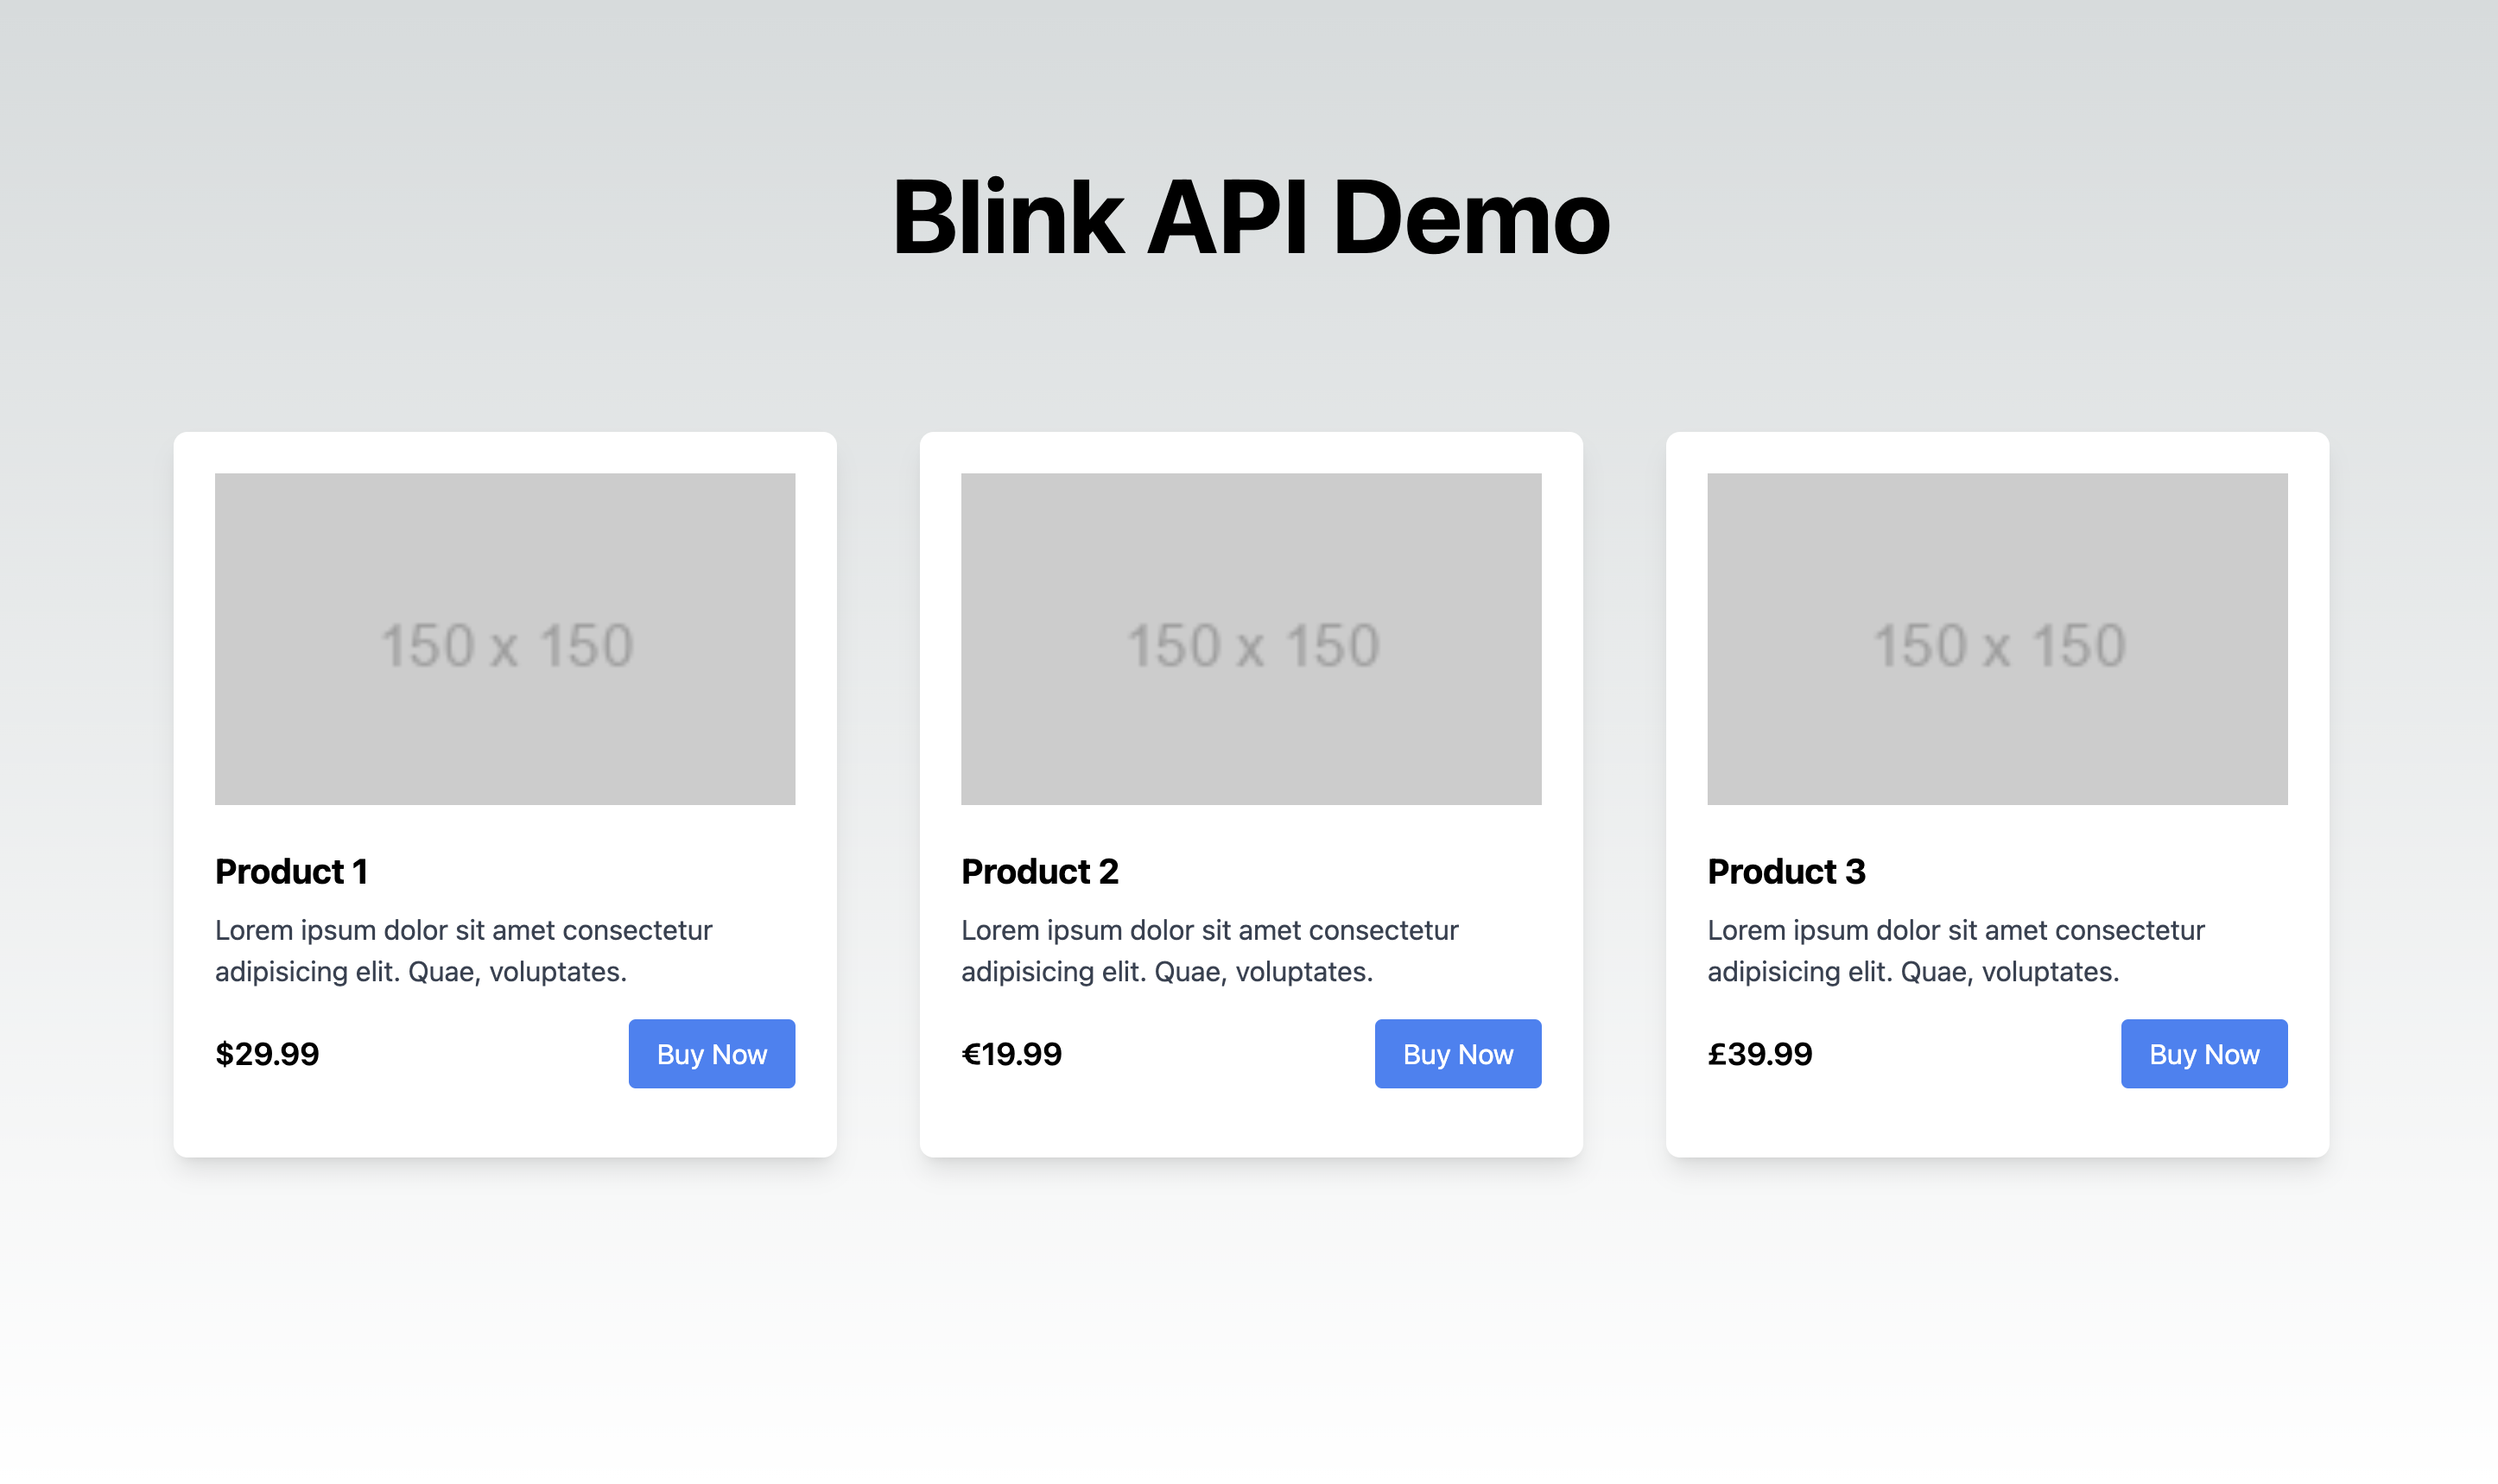 Blink API Demo
150 x 150
Product 1
Lorem ipsum dolor sit amet consectetur
adipisicing elit. Quae, voluptates.
$29.99
Buy Now
150 x 150
Product 2
Lorem ipsum dolor sit amet consectetur
adipisicing elit. Quae, voluptates.
€19.99
Buy Now
150 x 150
Product 3
Lorem ipsum dolor sit amet consectetur
adipisicing elit. Quae, voluptates.
£39.99
Buy Now